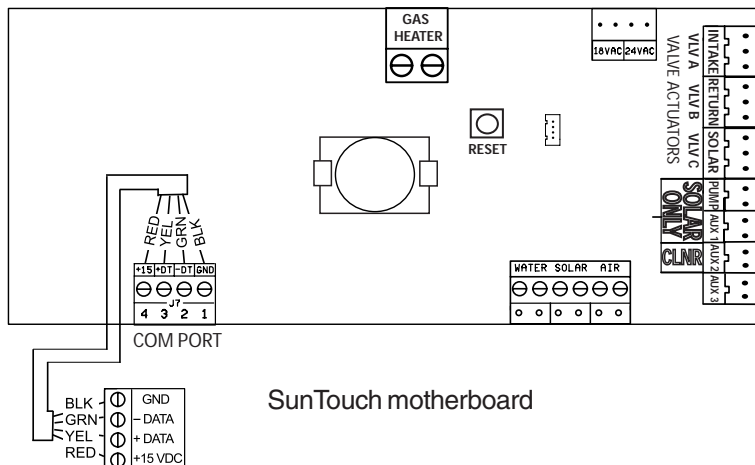 GAS
HEATER
18VAC 24VAC
INTAKE
RETURN
SOLAR
PUMP
AUX 1
AUX 2
AUX 3
VLV A
VLV B
VLV C
VALVE ACTUATORS
SOLAR
ONLY
CLNR
RESET
RED
YEL
GRN
BLK
+15 +DT -DT GND
J7
4 3 2 1
COM PORT
WATER SOLAR AIR
SunTouch motherboard
BLK GND
GRN – DATA
YEL + DATA
RED +15 VDC